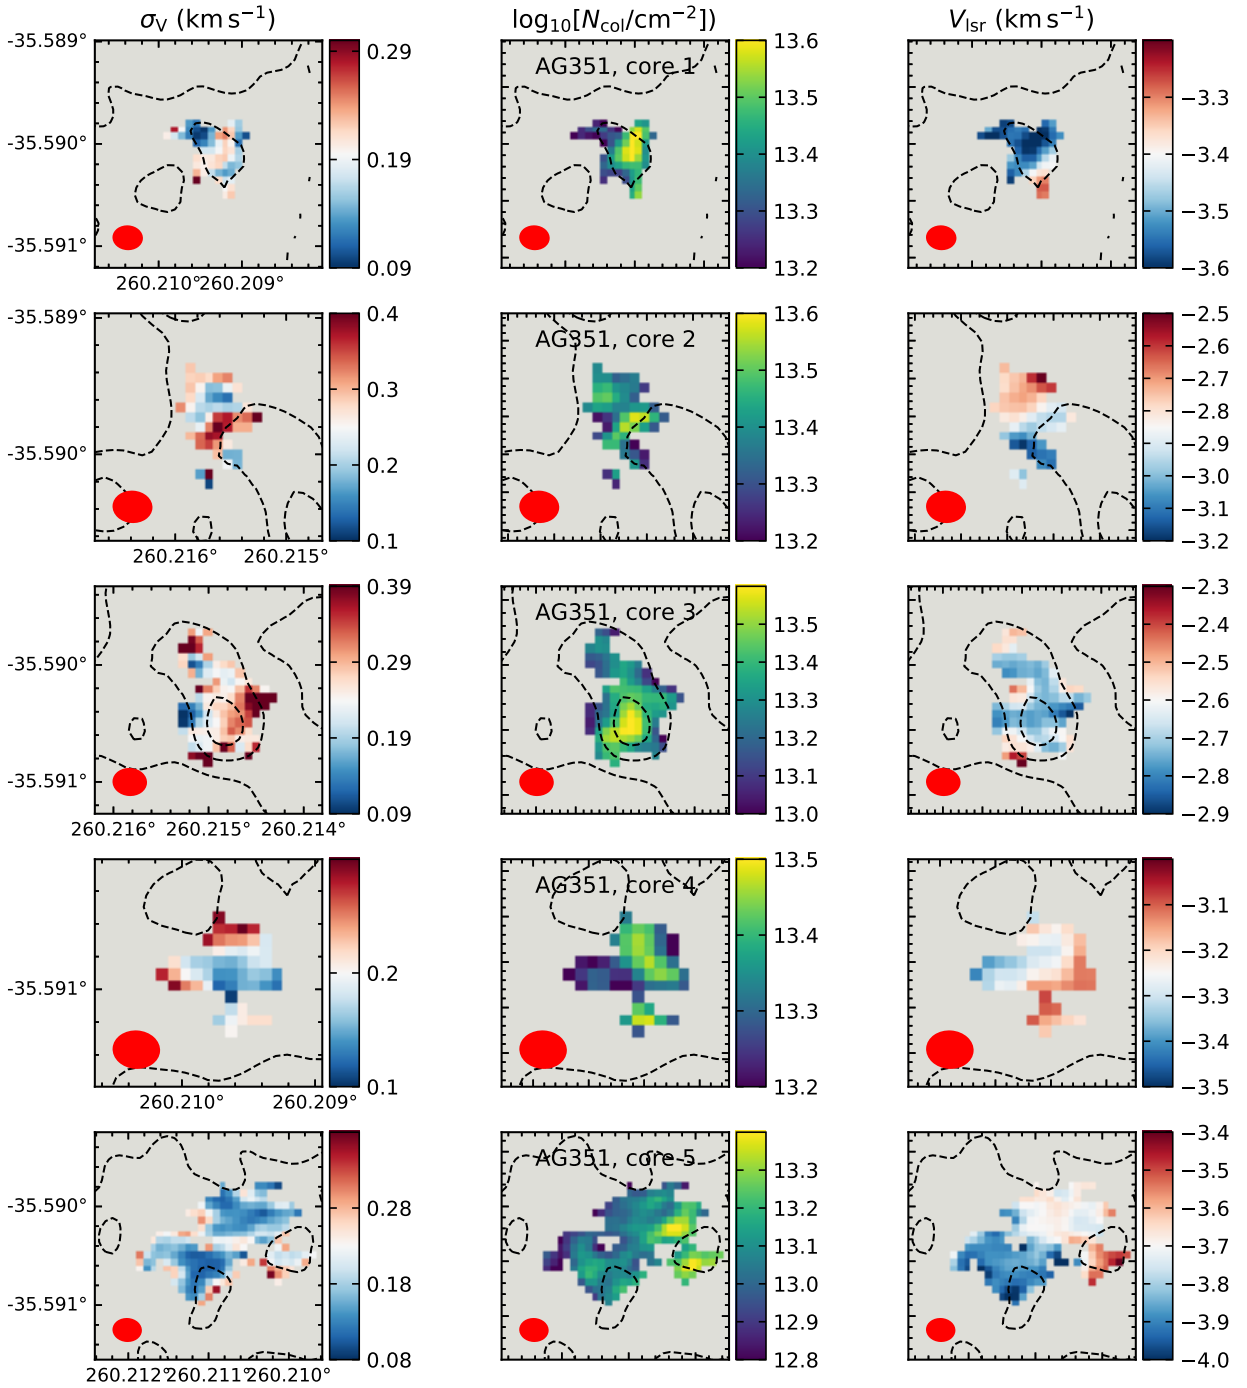 σV (km s−1) log10[Ncol/cm−2]) Vlsr (km s−1)
-35.589° 0.29 AG351, core 1 13.6
13.5 −3.3
-35.590° 0.19 13.4 −3.4
13.3 −3.5
-35.591° 0.09 13.2 −3.6
260.210° 260.209°
-35.589° 0.4 AG351, core 2 13.6 −2.5
−2.6
0.3 13.5 −2.7
−2.8
13.4 −2.9
-35.590° 0.2 13.3 −3.0
−3.1
0.1 13.2 −3.2
260.216° 260.215°
0.39 AG351, core 3 −2.3
13.5 −2.4
-35.590° 0.29 13.4 −2.5
13.3 −2.6
0.19 13.2 −2.7
-35.591° 13.1 −2.8
0.09 13.0 −2.9
260.216° 260.215° 260.214°
AG351, core 4 13.5
−3.1
13.4 −3.2
-35.591° 0.2 13.3 −3.3
−3.4
0.1 13.2 −3.5
260.210° 260.209°
AG351, core 5 −3.4
13.3 −3.5
-35.590° 0.28 13.2 −3.6
13.1 −3.7
0.18 13.0 −3.8
-35.591° 12.9 −3.9
0.08 12.8 −4.0
260.212° 260.211° 260.210°